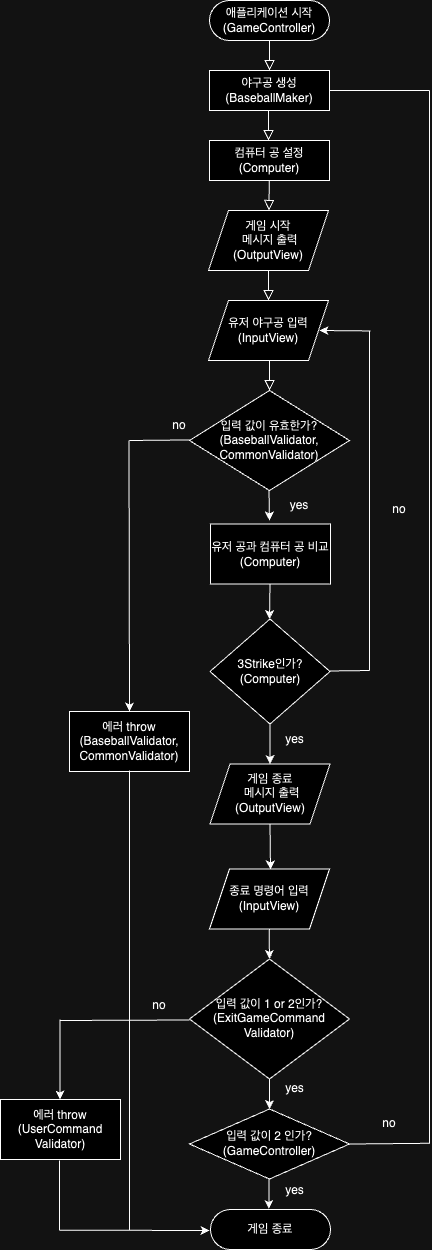 애플리케이션 시작
(GameController)
야구공 생성
(BaseballMaker)
컴퓨터 공 설정
(Computer)
게임 시작
메시지 출력
(OutputView)
유저 야구공 입력
(InputView)
입력 값이 유효한가?
(BaseballValidator,
CommonValidator)
no
yes
no
유저 공과 컴퓨터 공 비교
(Computer)
3Strike인가?
(Computer)
yes
에러 throw
(BaseballValidator,
CommonValidator)
게임 종료
메시지 출력
(OutputView)
종료 명령어 입력
(InputView)
입력 값이 1 or 2인가?
(ExitGameCommand
Validator)
no
yes
에러 throw
(UserCommand
Validator)
입력 값이 2 인가?
(GameController)
no
yes
게임 종료